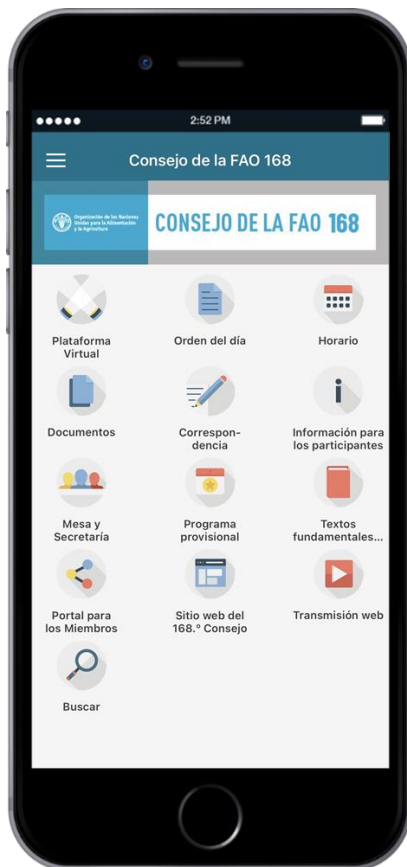 2:52 PM
Consejo de la FAO 168
Organización de las Naciones
Unidas para la Alimentación
y la Agricultura
CONSEJO DE LA FAO 168
Plataforma
Virtual
Orden del día
Horario
Documentos
Correspon-
dencia
Información para
los participantes
Mesa y
Secretaría
Programa
provisional
Textos
fundamentales...
Portal para
los Miembros
Sitio web del
168.º Consejo
Transmisión web
Buscar